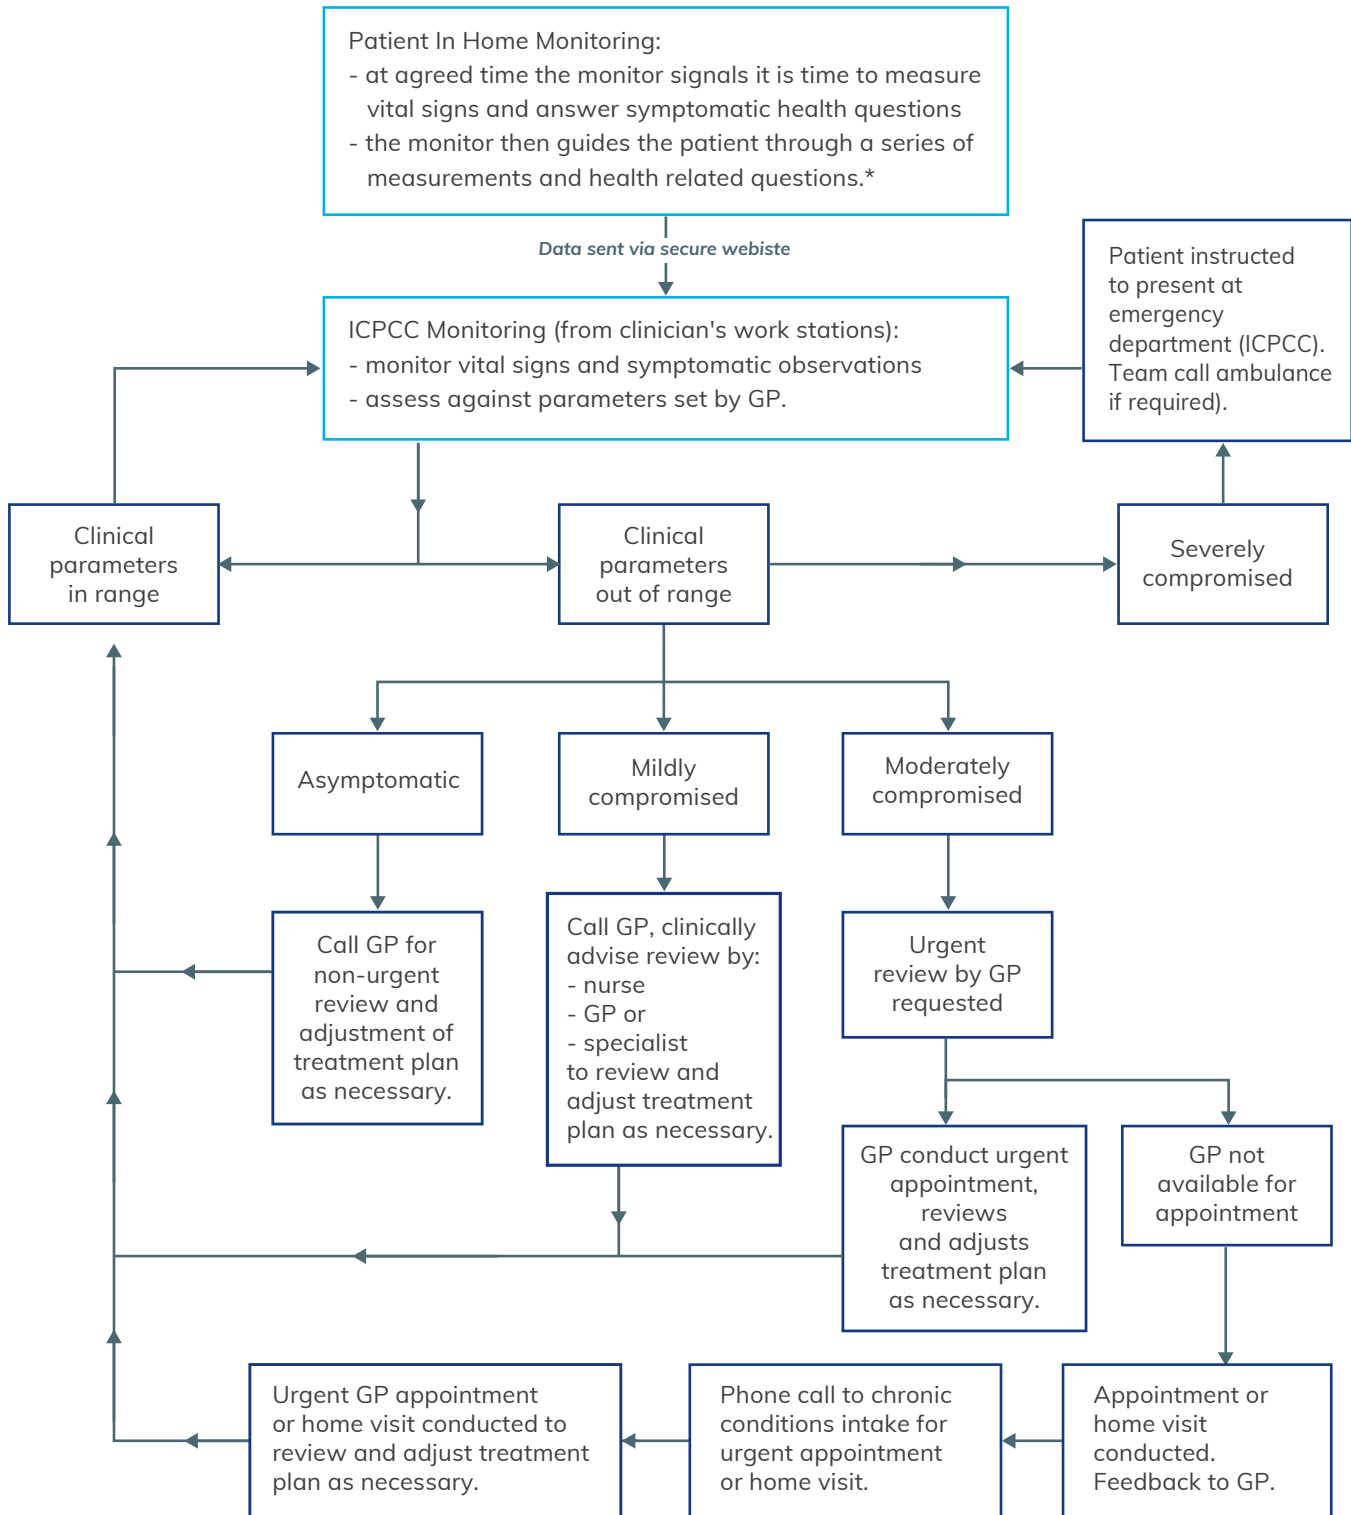 Patient In Home Monitoring:
- at agreed time the monitor signals it is time to measure
vital signs and answer symptomatic health questions
- the monitor then guides the patient through a series of
measurements and health related questions.*
Data sent via secure webiste
Patient instructed
to present at
emergency
department (ICPCC).
Team call ambulance
if required).
ICPCC Monitoring (from clinician's work stations):
- monitor vital signs and symptomatic observations
- assess against parameters set by GP.
Clinical
parameters
in range
Clinical
parameters
out of range
Severely
compromised
Asymptomatic
Mildly
compromised
Moderately
compromised
Call GP for
non-urgent
review and
adjustment of
treatment plan
as necessary.
Call GP, clinically
advise review by:
- nurse
- GP or
- specialist
to review and
adjust treatment
plan as necessary.
Urgent
review by GP
requested
GP conduct urgent
appointment,
reviews
and adjusts
treatment plan
as necessary.
GP not
available for
appointment
Urgent GP appointment
or home visit conducted to
review and adjust treatment
plan as necessary.
Phone call to chronic
conditions intake for
urgent appointment
or home visit.
Appointment or
home visit
conducted.
Feedback to GP.